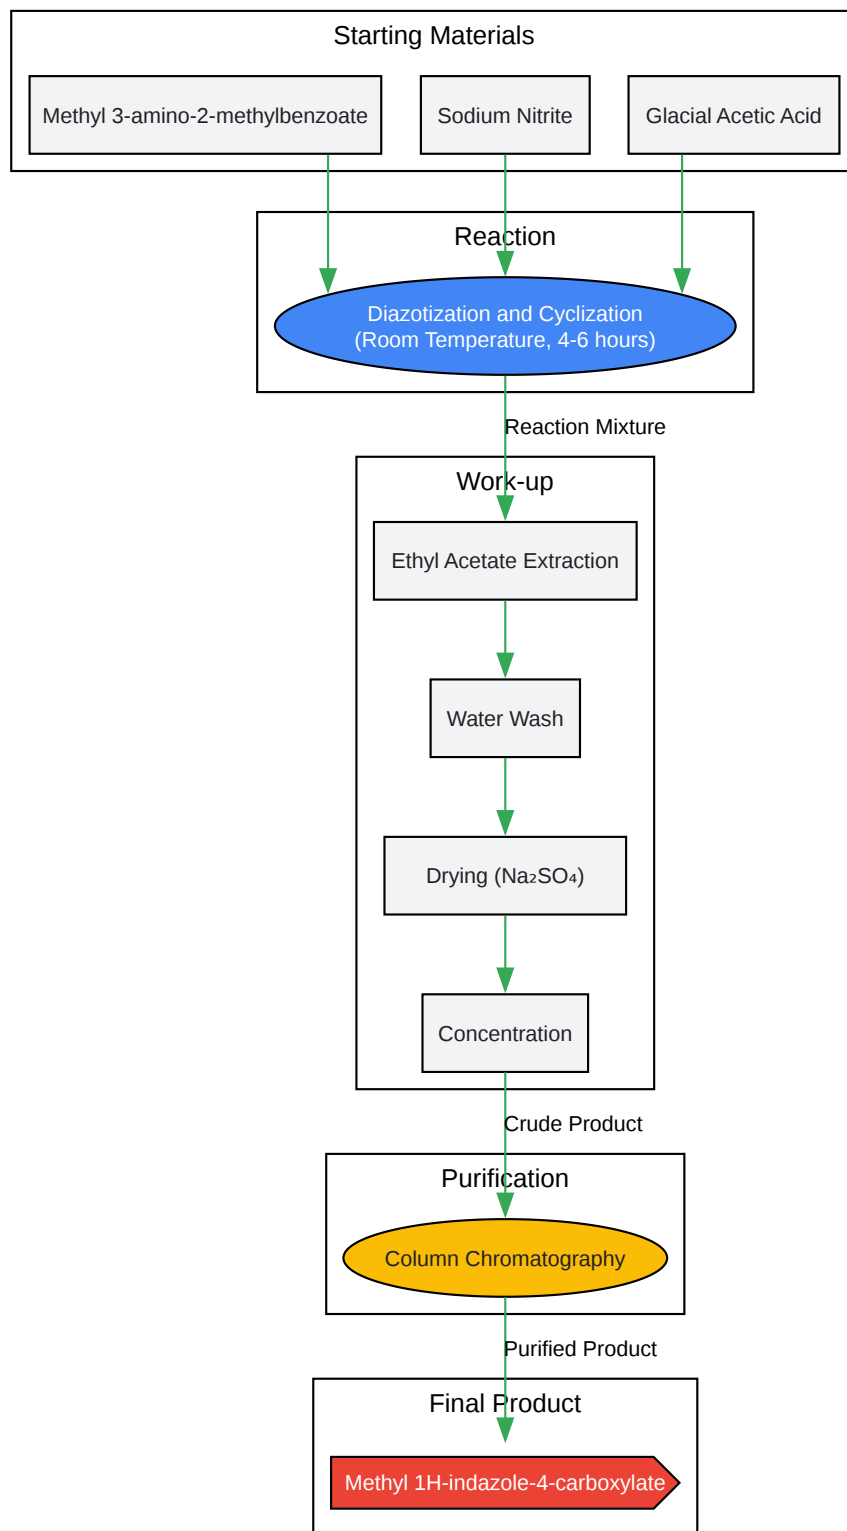 Starting Materials
Methyl 3-amino-2-methylbenzoate
Sodium Nitrite
Glacial Acetic Acid
Reaction
Diazotization and Cyclization
(Room Temperature, 4-6 hours)
Reaction Mixture
Work-up
Ethyl Acetate Extraction
Water Wash
Drying (Na₂SO₄)
Concentration
Crude Product
Purification
Column Chromatography
Purified Product
Final Product
Methyl 1H-indazole-4-carboxylate